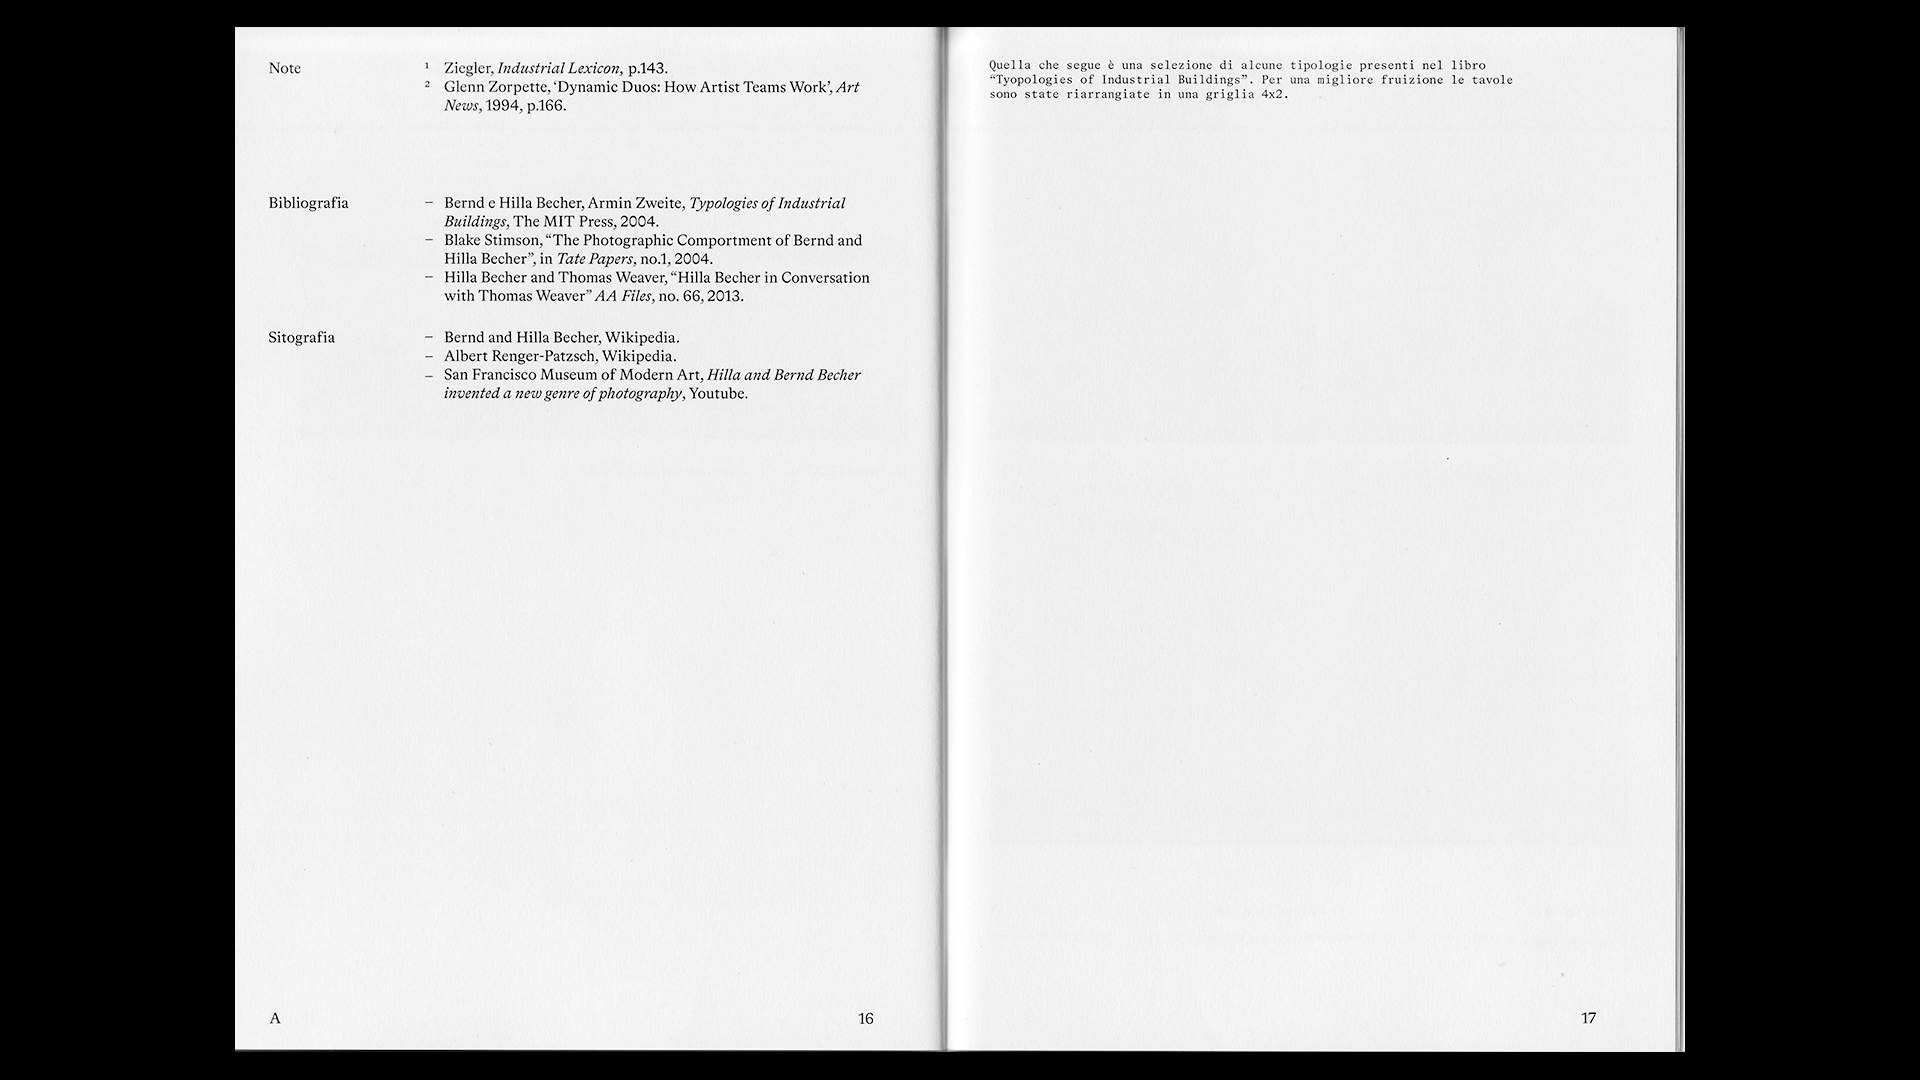 Note
¹ Ziegler, Industrial Lexicon, p.143.
² Glenn Zorpette, ‘Dynamic Duos: How Artist Teams Work’, Art
News, 1994, p.166.
Bibliografia
– Bernd e Hilla Becher, Armin Zweite, Typologies of Industrial
Buildings, The MIT Press, 2004.
– Blake Stimson, “The Photographic Comportment of Bernd and
Hilla Becher”, in Tate Papers, no.1, 2004.
– Hilla Becher and Thomas Weaver, “Hilla Becher in Conversation
with Thomas Weaver” AA Files, no. 66, 2013.
Sitografia
– Bernd and Hilla Becher, Wikipedia.
– Albert Renger-Patzsch, Wikipedia.
– San Francisco Museum of Modern Art, Hilla and Bernd Becher
invented a new genre of photography, Youtube.
A
16
Quella che segue è una selezione di alcune tipologie presenti nel libro
“Tyopologies of Industrial Buildings”. Per una migliore fruizione le tavole
sono state riarrangiate in una griglia 4x2.
17